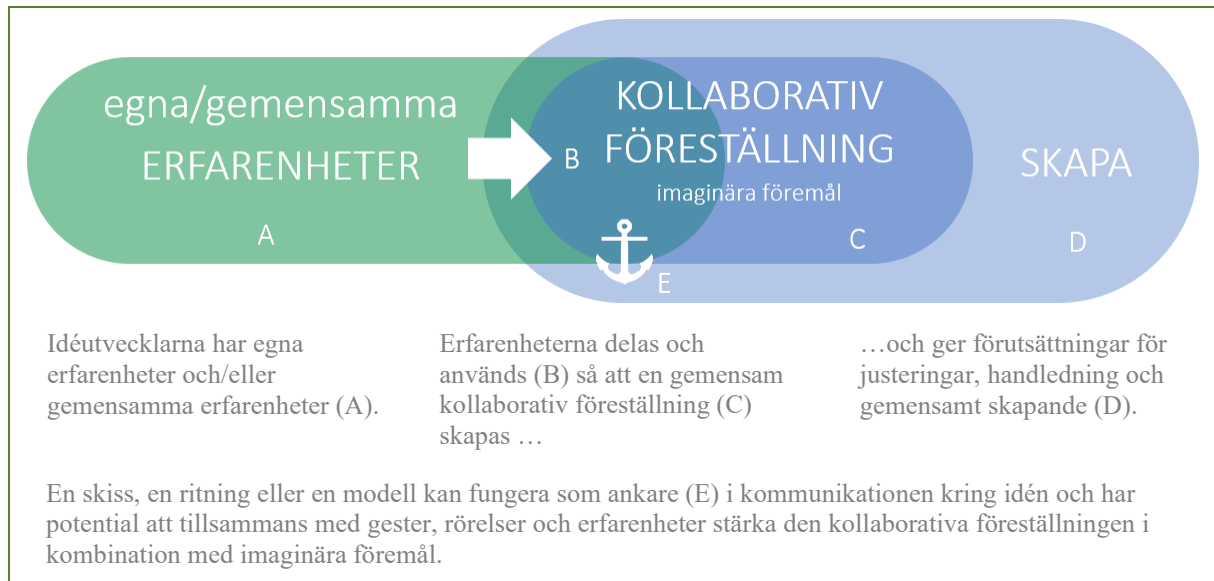 egna/gemensamma
ERFARENHETER
A
B
KOLLABORATIV
FÖRESTÄLLNING
imaginära föremål
C
E
SKAPA
D
Idéutvecklarna har egna
erfarenheter och/eller
gemensamma erfarenheter (A).
Erfarenheterna delas och
används (B) så att en gemensam
kollaborativ föreställning (C)
skapas …
…och ger förutsättningar för
justeringar, handledning och
gemensamt skapande (D).
En skiss, en ritning eller en modell kan fungera som ankare (E) i kommunikationen kring idén och har
potential att tillsammans med gester, rörelser och erfarenheter stärka den kollaborativa föreställningen i
kombination med imaginära föremål.